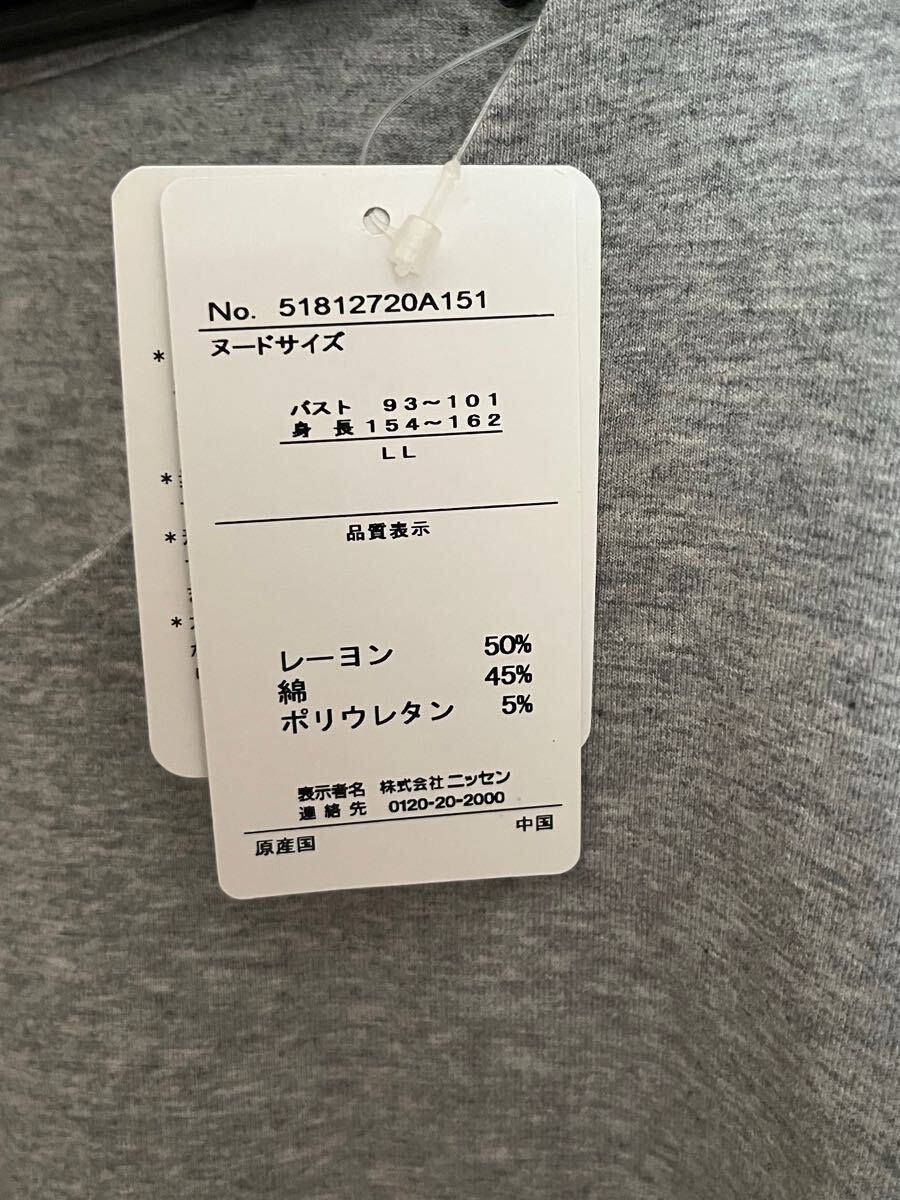 No. 51812720A151
ヌードサイズ
バスト 93～101
身長 154～162
LL
品質表示
レーヨン 50%
綿 45%
ポリウレタン 5%
表示者名 株式会社ニッセン
連絡先 0120-20-2000
原産国 中国